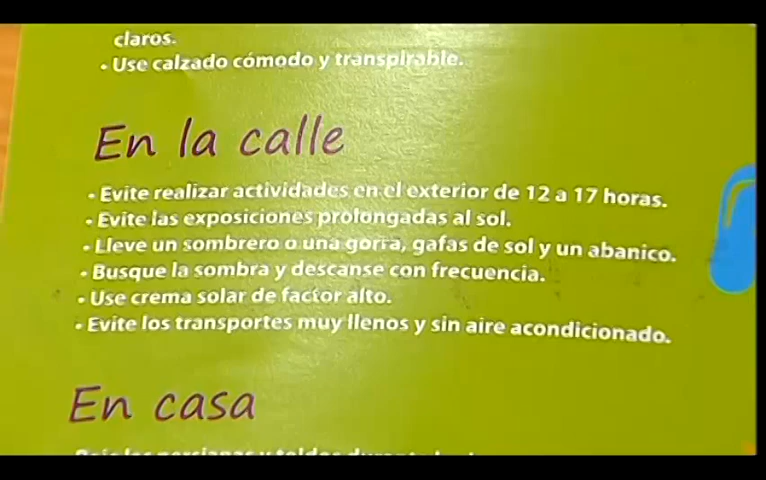 claros.
• Use calzado cómodo y transpirable.
En la calle
• Evite realizar actividades en el exterior de 12 a 17 horas.
• Evite las exposiciones prolongadas al sol.
• Lleve un sombrero o una gorra, gafas de sol y un abanico.
• Busque la sombra y descanse con frecuencia.
• Use crema solar de factor alto.
• Evite los transportes muy llenos y sin aire acondicionado.
En casa